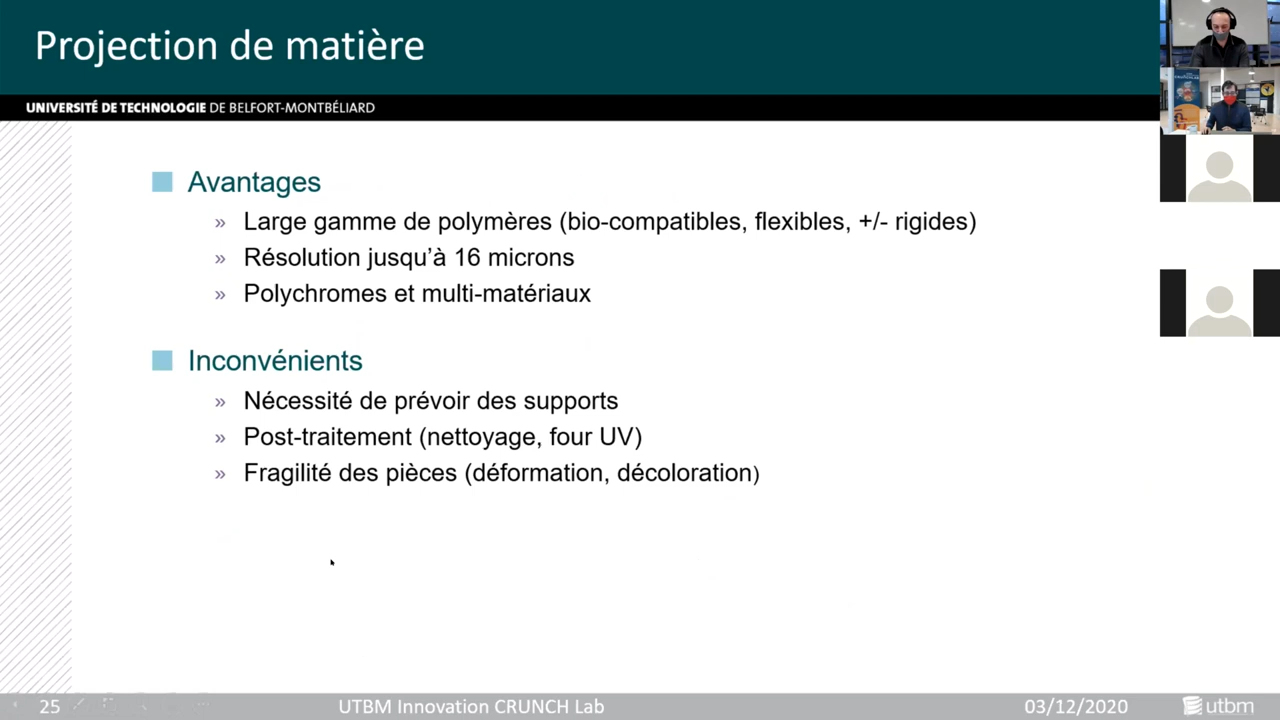 Projection de matière
UNIVERSITÉ DE TECHNOLOGIE DE BELFORT-MONTBÉLIARD
Avantages
» Large gamme de polymères (bio-compatibles, flexibles, +/- rigides)
» Résolution jusqu’à 16 microns
» Polychromes et multi-matériaux
Inconvénients
» Nécessité de prévoir des supports
» Post-traitement (nettoyage, four UV)
» Fragilité des pièces (déformation, décoloration)
25 UTBM Innovation CRUNCH Lab 03/12/2020 utbm